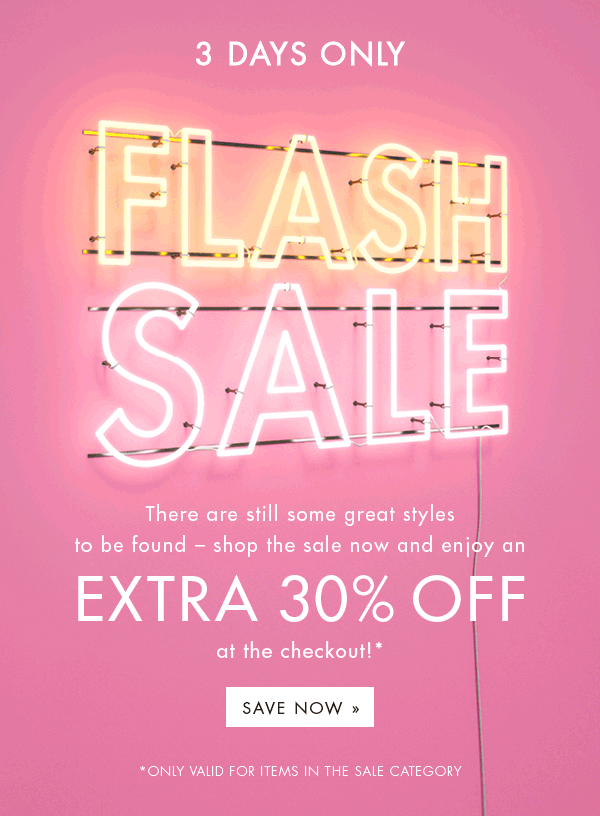 3 DAYS ONLY
FLASH
SALE
There are still some great styles
to be found – shop the sale now and enjoy an
EXTRA 30% OFF
at the checkout!*
SAVE NOW »
*ONLY VALID FOR ITEMS IN THE SALE CATEGORY